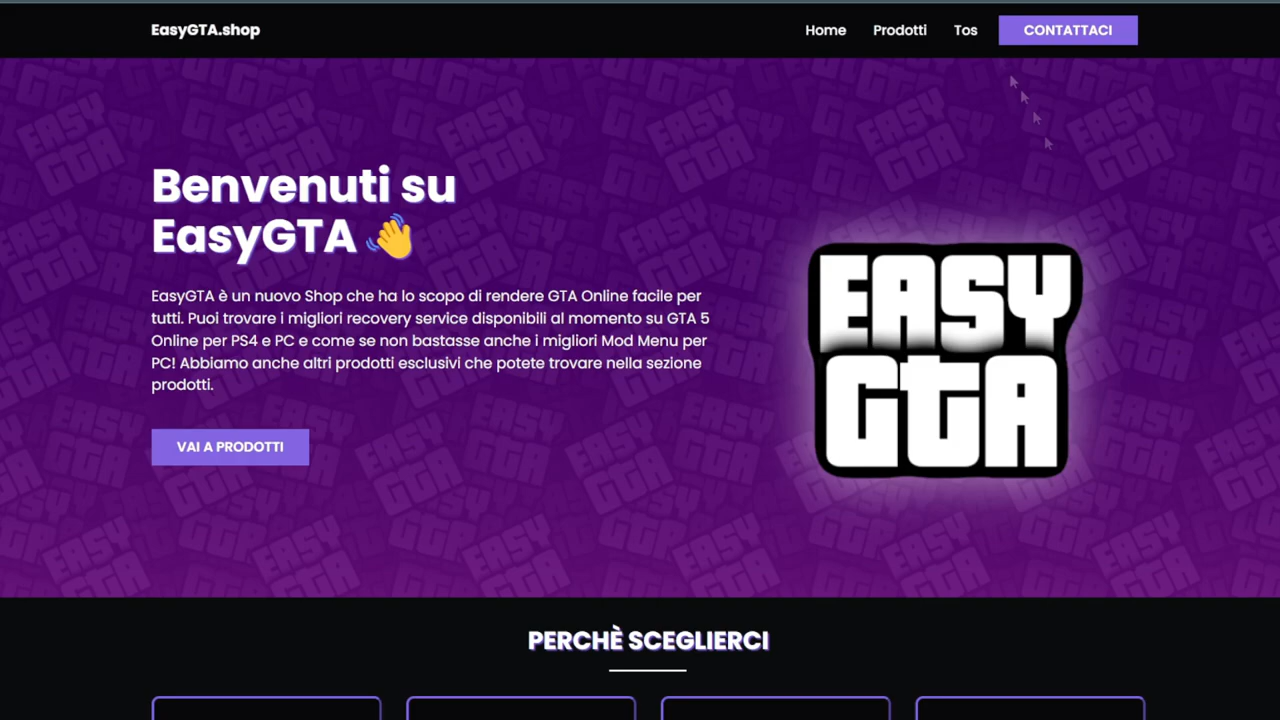 EasyGTA.shop
Home
Prodotti
Tos
CONTATTACI
Benvenuti su
EasyGTA 👋
EasyGTA è un nuovo Shop che ha lo scopo di rendere GTA Online facile per
tutti. Puoi trovare i migliori recovery service disponibili al momento su GTA 5
Online per PS4 e PC e come se non bastasse anche i migliori Mod Menu per
PC! Abbiamo anche altri prodotti esclusivi che potete trovare nella sezione
prodotti.
VAI A PRODOTTI
EASY
GTA
PERCHÈ SCEGLIERCI